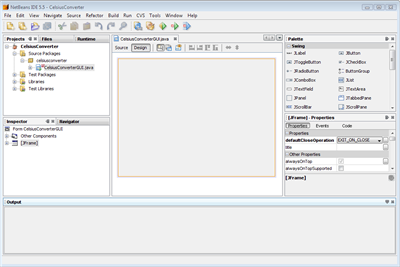 NetBeans IDE 5.5 - CelsiusConverter
File Edit View Navigate Source Refactor Build Run CVS Tools Window Help
Projects Files Runtime
CelsiusConverter
Source Packages
celsiusconverter
CelsiusConverterGUI.java
Test Packages
Libraries
Test Libraries
Inspector Navigator
Form CelsiusConverterGUI
Other Components
[JFrame]
CelsiusConverterGUI.java
Source Design
Palette
Swing
JLabel JButton
JToggleButton JCheckBox
JRadioButton ButtonGroup
JComboBox JList
JTextField JTextArea
JPanel JTabbedPane
JScrollBar JScrollPane
[JFrame] - Properties
Properties Events Code
Properties
defaultCloseOperation EXIT_ON_CLOSE
title
Other Properties
alwaysOnTop
alwaysOnTopSupported
[JFrame]
Output